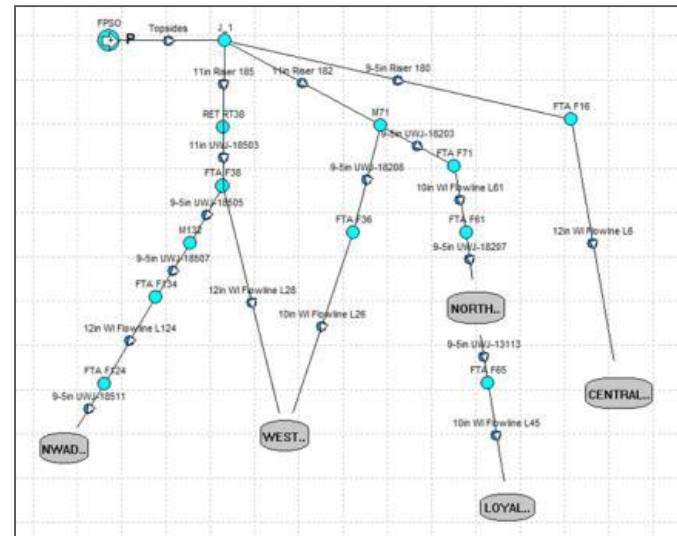 FPSO
Topsides
J_1
P
11in Riser 185
11in Riser 182
9-5in Riser 180
RET RT38
M71
FTA F16
9-5in UWJ-18203
11in UWJ-18503
FTA F71
FTA F38
9-5in UWJ-18208
10in WI Flowline L61
9-5in UWJ-18505
FTA F36
FTA F61
M132
12in WI Flowline L6
9-5in UWJ-18507
9-5in UWJ-18207
FTA F134
12in WI Flowline L28
NORTH..
10in WI Flowline L26
12in WI Flowline L124
9-5in UWJ-13113
FTA F124
FTA F65
9-5in UWJ-18511
CENTRAL..
10in WI Flowline L45
NWAD..
WEST..
LOYAL..